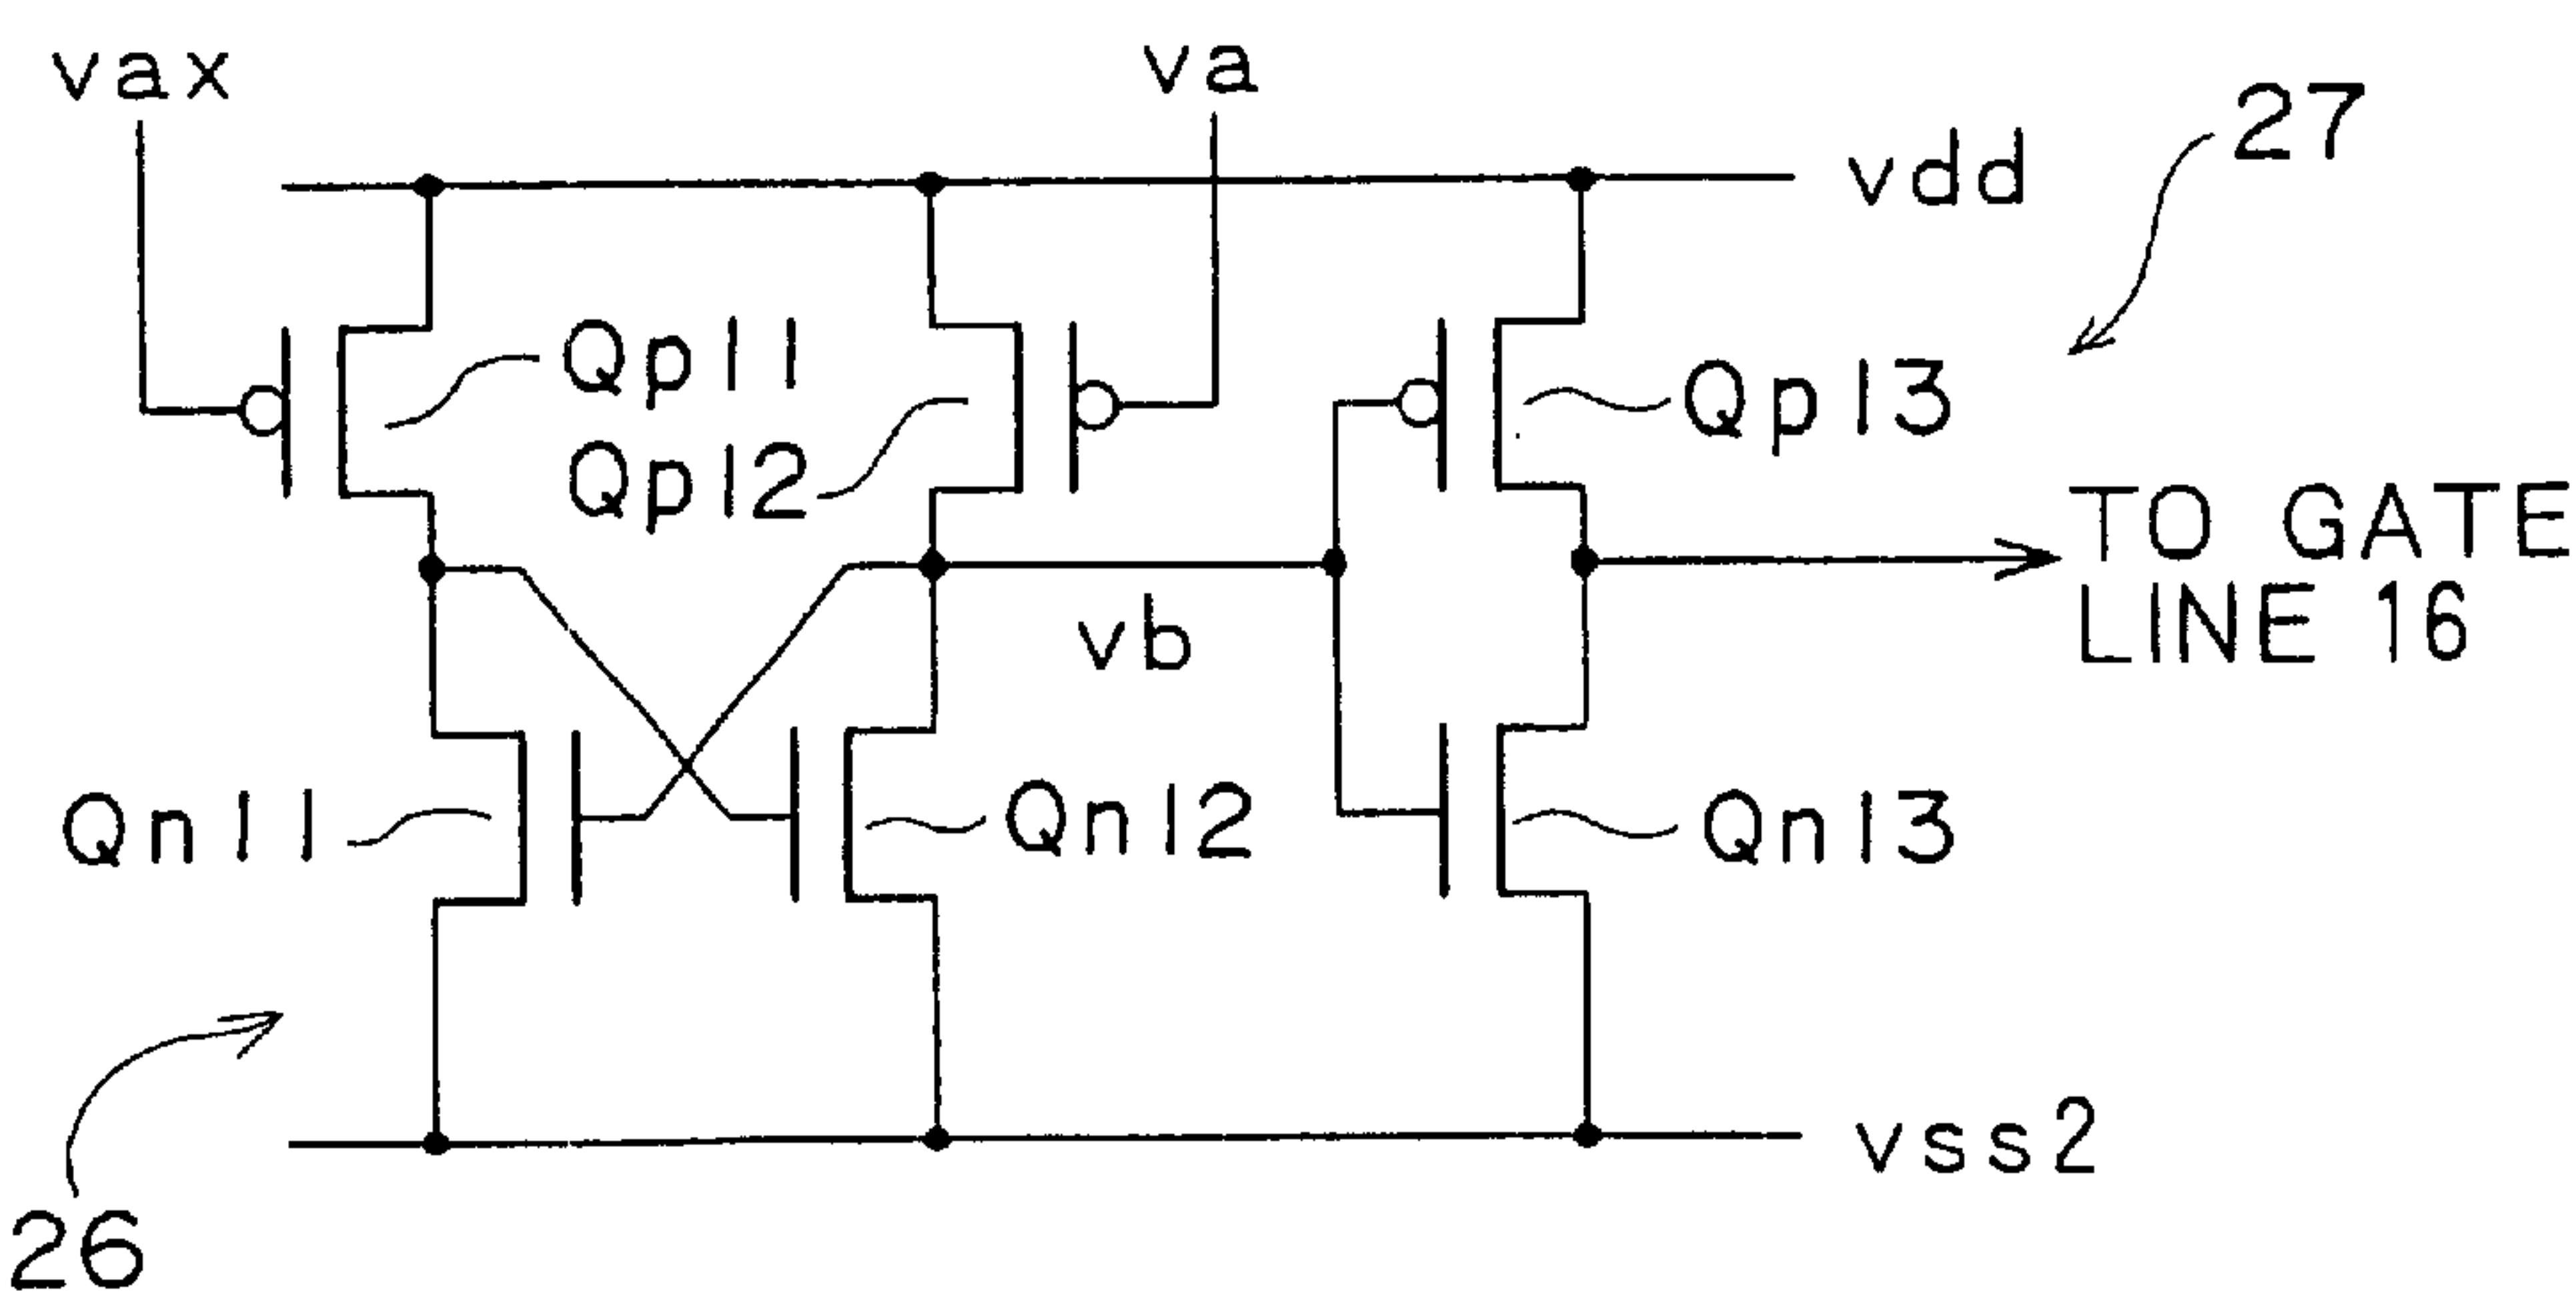 vax
va
vdd
27
Qp11
Qp12
Qp13
TO GATE
LINE 16
vb
Qn11
Qn12
Qn13
vss2
26